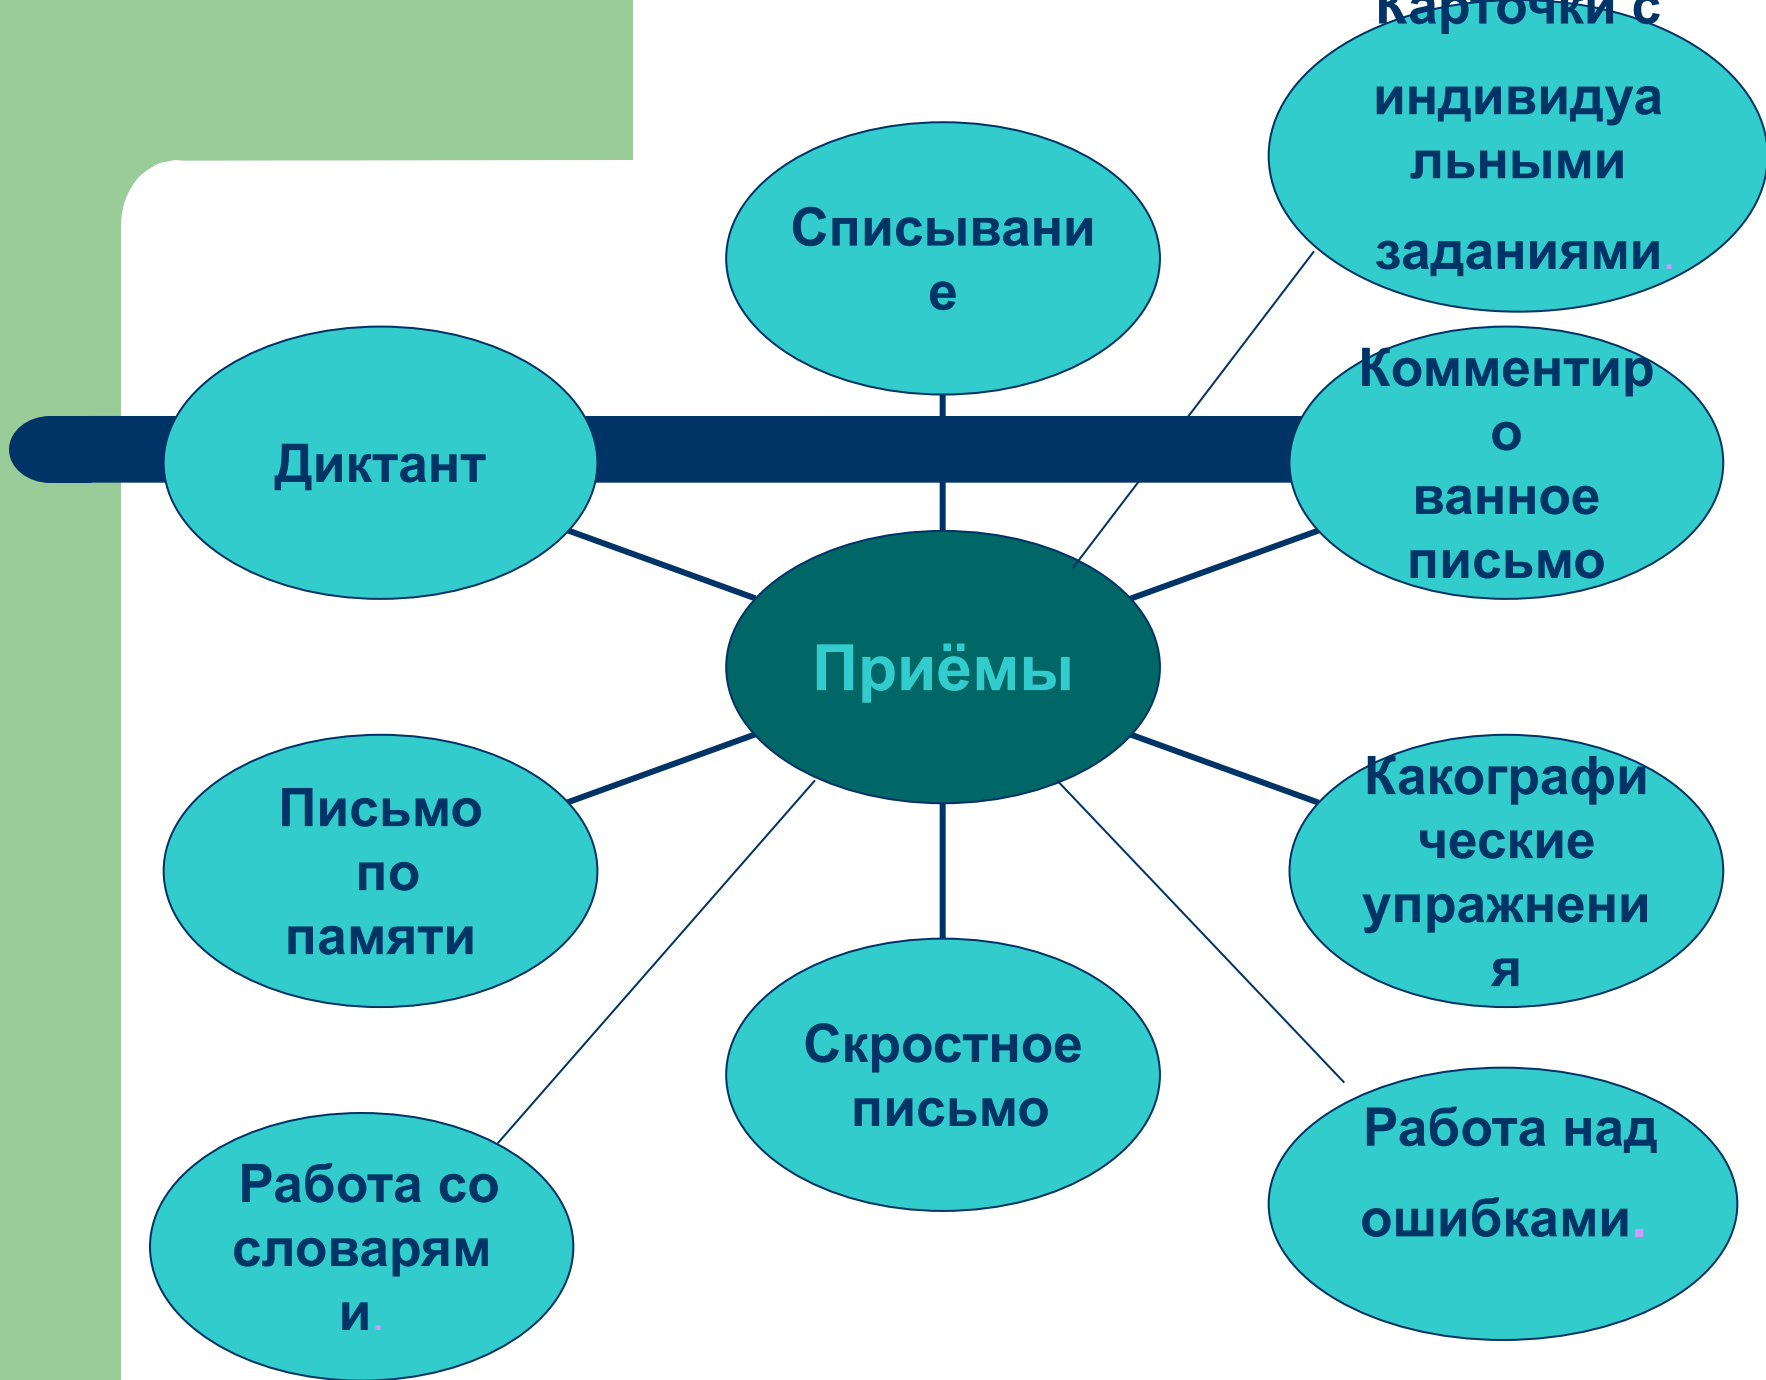 Карточки с
индивидуа
льными
заданиями.
Списывани
е
Диктант
Комментир
о
ванное
письмо
Приёмы
Письмо
по
памяти
Какографи
ческие
упражнени
я
Скростное
письмо
Работа со
словарям
и.
Работа над
ошибками.